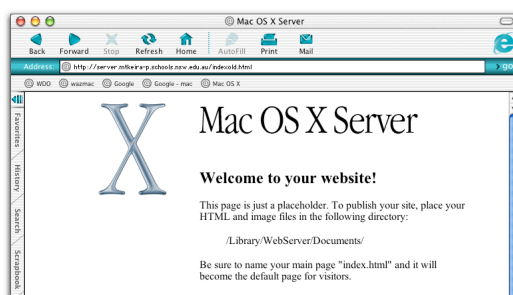 Mac OS X Server
Back Forward Stop Refresh Home AutoFill Print Mail
Address: http://server.mtkeira-p.schools.nsw.edu.au/indexold.html go
WDO wazmac Google Google - mac Mac OS X
Favorites
History
Search
Scrapbook
X
Mac OS X Server
Welcome to your website!
This page is just a placeholder. To publish your site, place your
HTML and image files in the following directory:
/Library/WebServer/Documents/
Be sure to name your main page "index.html" and it will
become the default page for visitors.